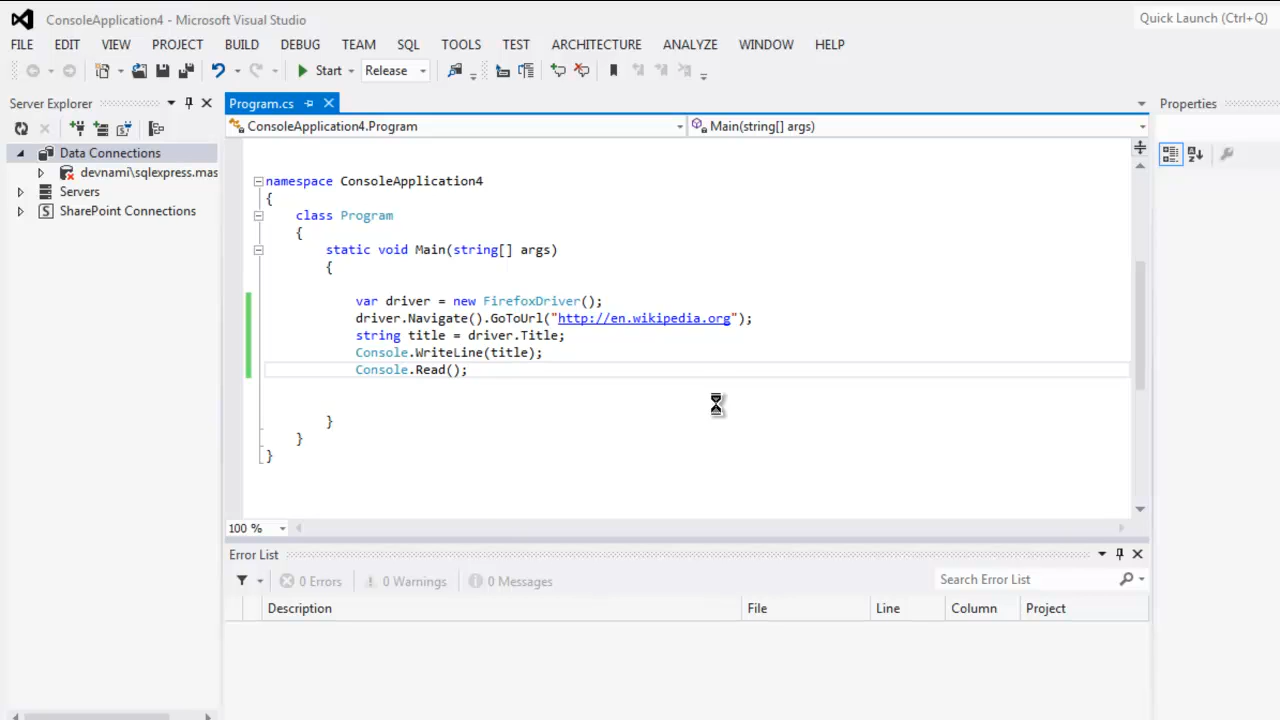 ConsoleApplication4 - Microsoft Visual Studio
Quick Launch (Ctrl+Q)
FILE EDIT VIEW PROJECT BUILD DEBUG TEAM SQL TOOLS TEST ARCHITECTURE ANALYZE WINDOW HELP
Start Release
Server Explorer
Data Connections
devnami\sqlexpress.mas
Servers
SharePoint Connections
Program.cs
ConsoleApplication4.Program
Main(string[] args)
namespace ConsoleApplication4
{
class Program
{
static void Main(string[] args)
{
var driver = new FirefoxDriver();
driver.Navigate().GoToUrl("http://en.wikipedia.org");
string title = driver.Title;
Console.WriteLine(title);
Console.Read();
}
}
}
100 %
Properties
Error List
0 Errors 0 Warnings 0 Messages
Search Error List
Description File Line Column Project